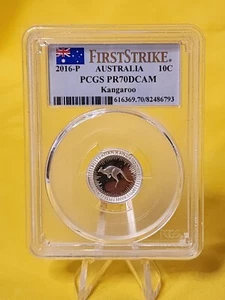 FIRSTSTRIKE®
2016-P AUSTRALIA 10C
PCGS PR70DCAM
Kangaroo
616369.70/82486793